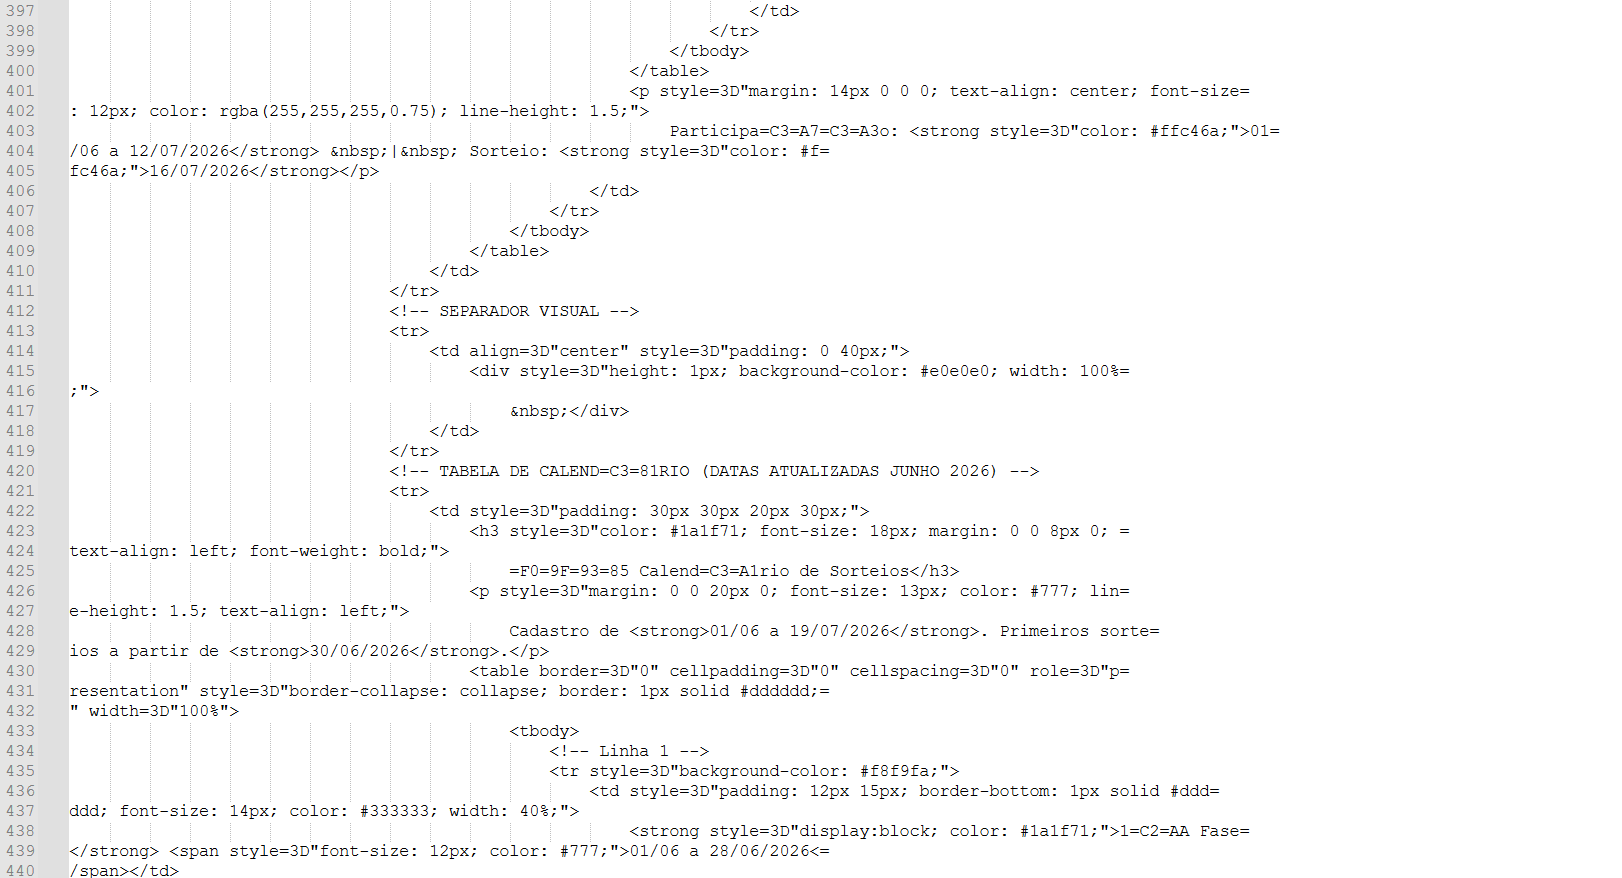 397 </td>
398 </tr>
399 </tbody>
400 </table>
401 <p style=3D"margin: 14px 0 0 0; text-align: center; font-size=
402 : 12px; color: rgba(255,255,255,0.75); line-height: 1.5;">
403 Participa=C3=A7=C3=A3o: <strong style=3D"color: #ffc46a;">01=
404 /06 a 12/07/2026</strong> &nbsp;|&nbsp; Sorteio: <strong style=3D"color: #f=
405 fc46a;">16/07/2026</strong></p>
406 </td>
407 </tr>
408 </tbody>
409 </table>
410 </td>
411 </tr>
412 <!-- SEPARADOR VISUAL -->
413 <tr>
414 <td align=3D"center" style=3D"padding: 0 40px;">
415 <div style=3D"height: 1px; background-color: #e0e0e0; width: 100%=
416 ;">
417 &nbsp;</div>
418 </td>
419 </tr>
420 <!-- TABELA DE CALEND=C3=81RIO (DATAS ATUALIZADAS JUNHO 2026) -->
421 <tr>
422 <td style=3D"padding: 30px 30px 20px 30px;">
423 <h3 style=3D"color: #1a1f71; font-size: 18px; margin: 0 0 8px 0; =
424 text-align: left; font-weight: bold;">
425 =F0=9F=93=85 Calend=C3=A1rio de Sorteios</h3>
426 <p style=3D"margin: 0 0 20px 0; font-size: 13px; color: #777; lin=
427 e-height: 1.5; text-align: left;">
428 Cadastro de <strong>01/06 a 19/07/2026</strong>. Primeiros sorte=
429 ios a partir de <strong>30/06/2026</strong>.</p>
430 <table border=3D"0" cellpadding=3D"0" cellspacing=3D"0" role=3D"p=
431 resentation" style=3D"border-collapse: collapse; border: 1px solid #dddddd;=
432 " width=3D"100%">
433 <tbody>
434 <!-- Linha 1 -->
435 <tr style=3D"background-color: #f8f9fa;">
436 <td style=3D"padding: 12px 15px; border-bottom: 1px solid #ddd=
437 ddd; font-size: 14px; color: #333333; width: 40%;">
438 <strong style=3D"display:block; color: #1a1f71;">1=C2=AA Fase=
439 </strong> <span style=3D"font-size: 12px; color: #777;">01/06 a 28/06/2026<=
440 /span></td>